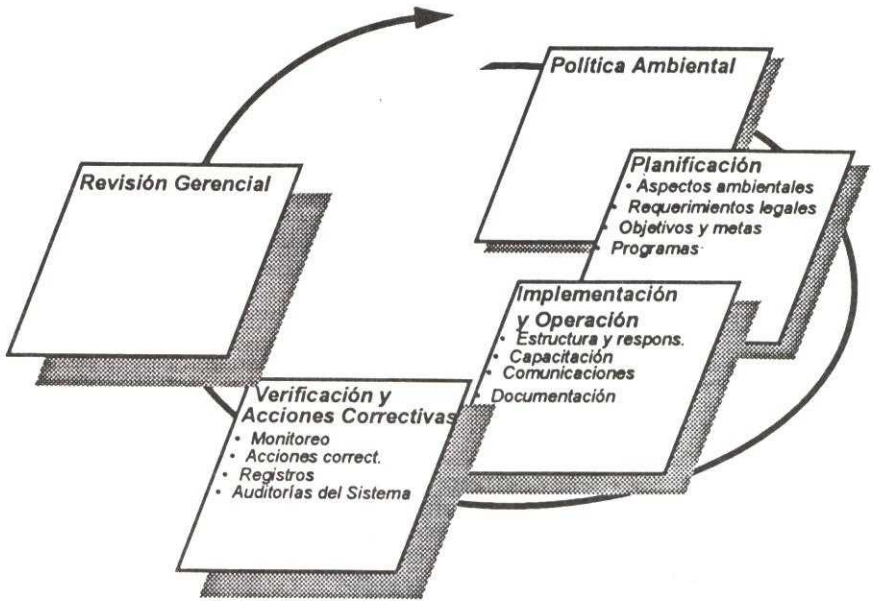 Política Ambiental
Planificación
• Aspectos ambientales
• Requerimientos legales
• Objetivos y metas
• Programas
Implementación
y Operación
• Estructura y respons.
• Capacitación
• Comunicaciones
• Documentación
Verificación y
Acciones Correctivas
• Monitoreo
• Acciones correct.
• Registros
• Auditorías del Sistema
Revisión Gerencial